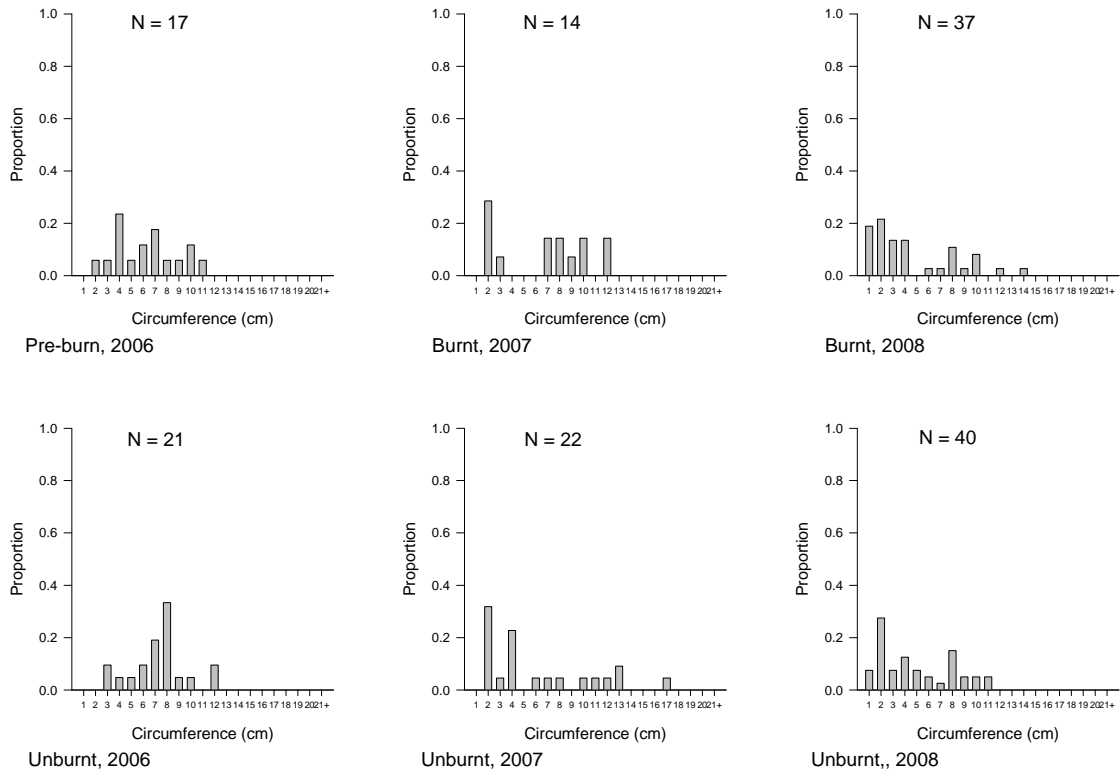 N = 17
1.0
0.8
0.6
0.4
0.2
0.0
Proportion
1 2 3 4 5 6 7 8 9 10 11 12 13 14 15 16 17 18 19 20 21+
Circumference (cm)
Pre-burn, 2006
N = 14
1.0
0.8
0.6
0.4
0.2
0.0
Proportion
1 2 3 4 5 6 7 8 9 10 11 12 13 14 15 16 17 18 19 20 21+
Circumference (cm)
Burnt, 2007
N = 37
1.0
0.8
0.6
0.4
0.2
0.0
Proportion
1 2 3 4 5 6 7 8 9 10 11 12 13 14 15 16 17 18 19 20 21+
Circumference (cm)
Burnt, 2008
N = 21
1.0
0.8
0.6
0.4
0.2
0.0
Proportion
1 2 3 4 5 6 7 8 9 10 11 12 13 14 15 16 17 18 19 20 21+
Circumference (cm)
Unburnt, 2006
N = 22
1.0
0.8
0.6
0.4
0.2
0.0
Proportion
1 2 3 4 5 6 7 8 9 10 11 12 13 14 15 16 17 18 19 20 21+
Circumference (cm)
Unburnt, 2007
N = 40
1.0
0.8
0.6
0.4
0.2
0.0
Proportion
1 2 3 4 5 6 7 8 9 10 11 12 13 14 15 16 17 18 19 20 21+
Circumference (cm)
Unburnt,, 2008